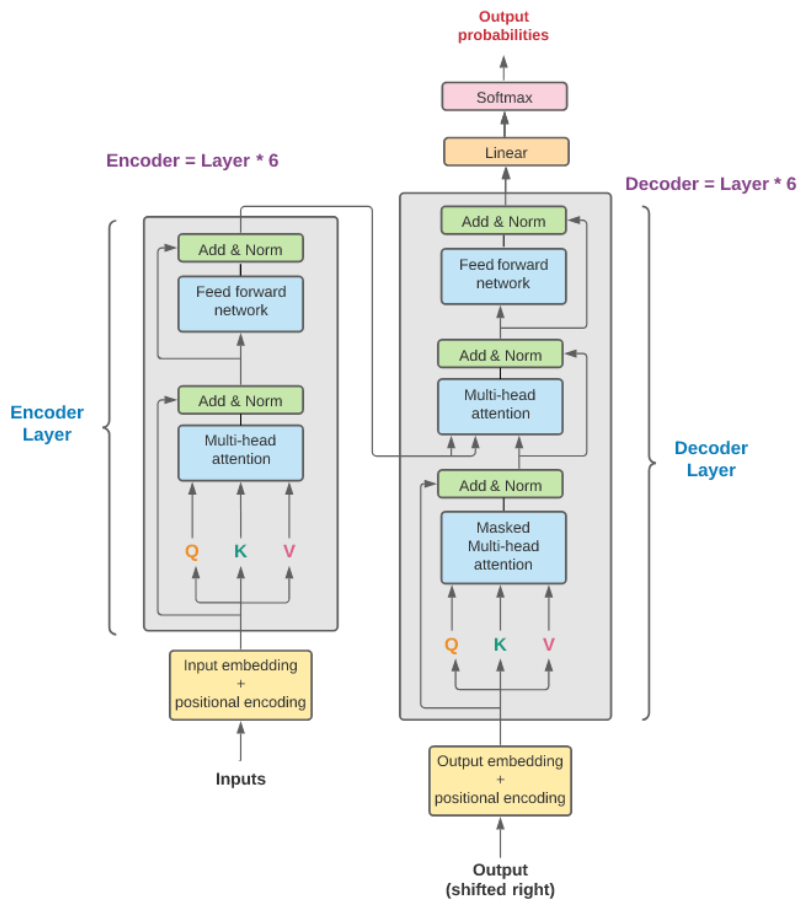 Output
probabilities
Softmax
Linear
Encoder = Layer * 6
Decoder = Layer * 6
Add & Norm
Feed forward
network
Add & Norm
Multi-head
attention
Q K V
Encoder
Layer
Input embedding
+
positional encoding
Inputs
Add & Norm
Feed forward
network
Add & Norm
Multi-head
attention
Add & Norm
Masked
Multi-head
attention
Q K V
Decoder
Layer
Output embedding
+
positional encoding
Output
(shifted right)